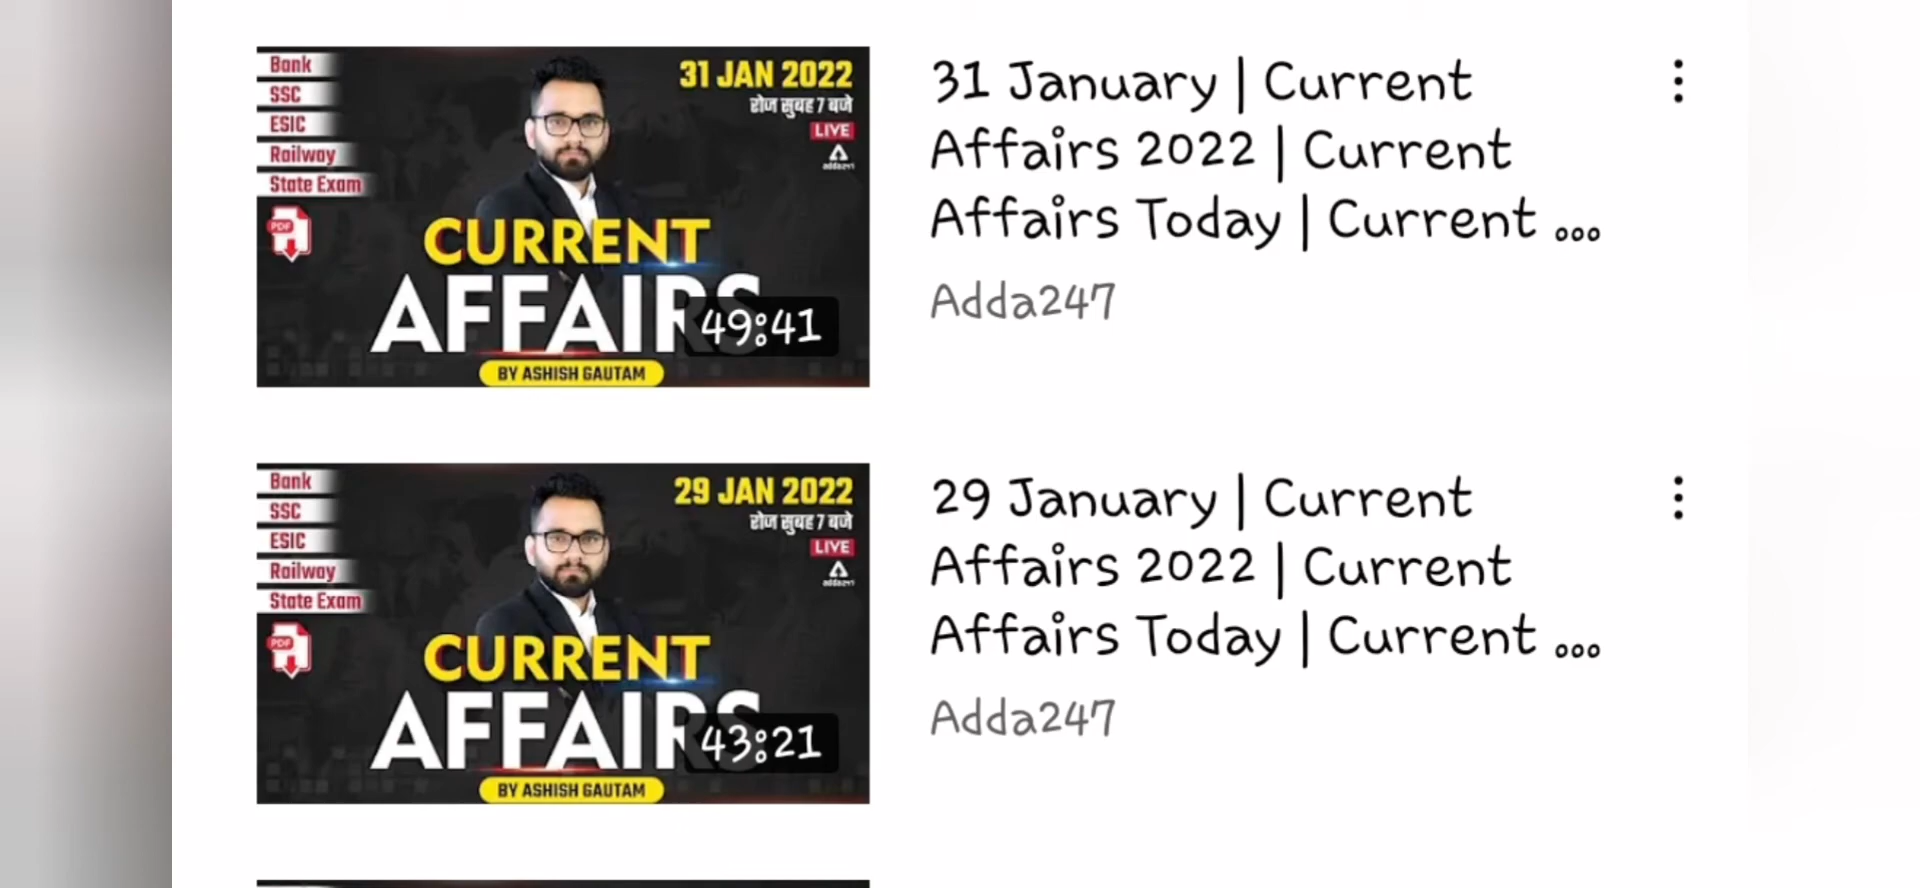 Bank
SSC
ESIC
Railway
State Exam
PDF
31 JAN 2022
रोज सुबह 7 बजे
LIVE
adda247
CURRENT
AFFAIRS
49:41
BY ASHISH GAUTAM
31 January | Current
Affairs 2022 | Current
Affairs Today | Current ...
Adda247
Bank
SSC
ESIC
Railway
State Exam
PDF
29 JAN 2022
रोज सुबह 7 बजे
LIVE
adda247
CURRENT
AFFAIRS
43:21
BY ASHISH GAUTAM
29 January | Current
Affairs 2022 | Current
Affairs Today | Current ...
Adda247